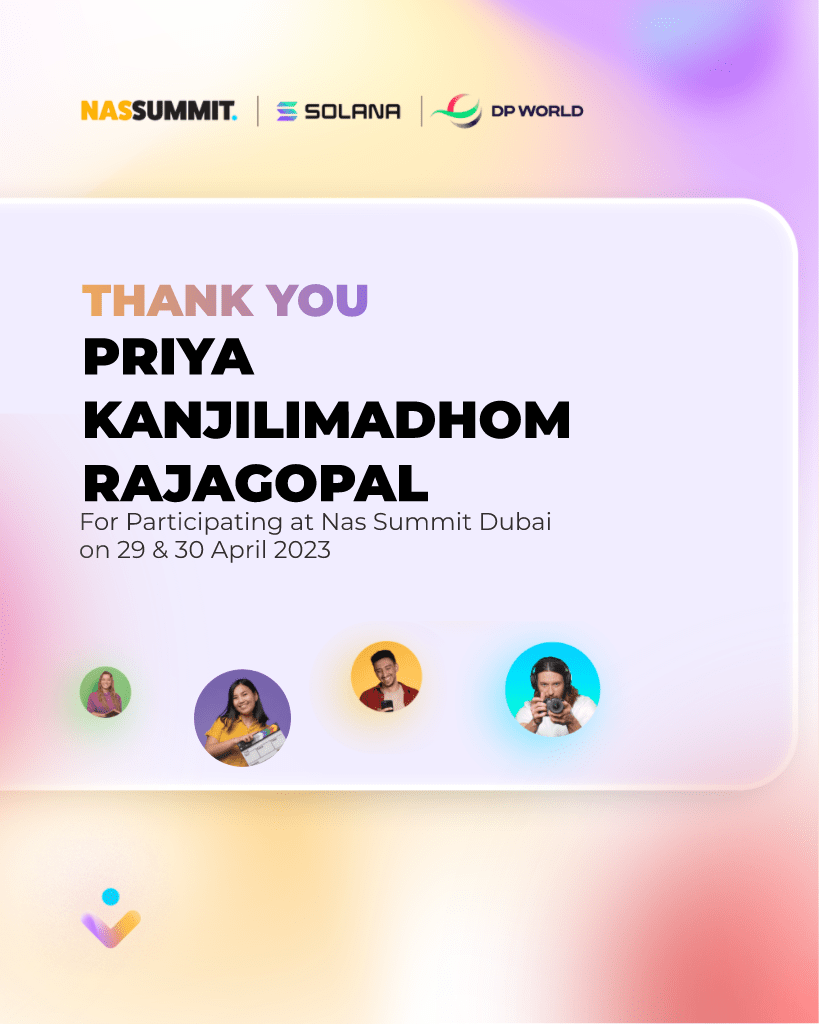 NASSUMMIT. | SOLANA | DP WORLD
THANK YOU
PRIYA
KANJILIMADHOM
RAJAGOPAL
For Participating at Nas Summit Dubai
on 29 & 30 April 2023